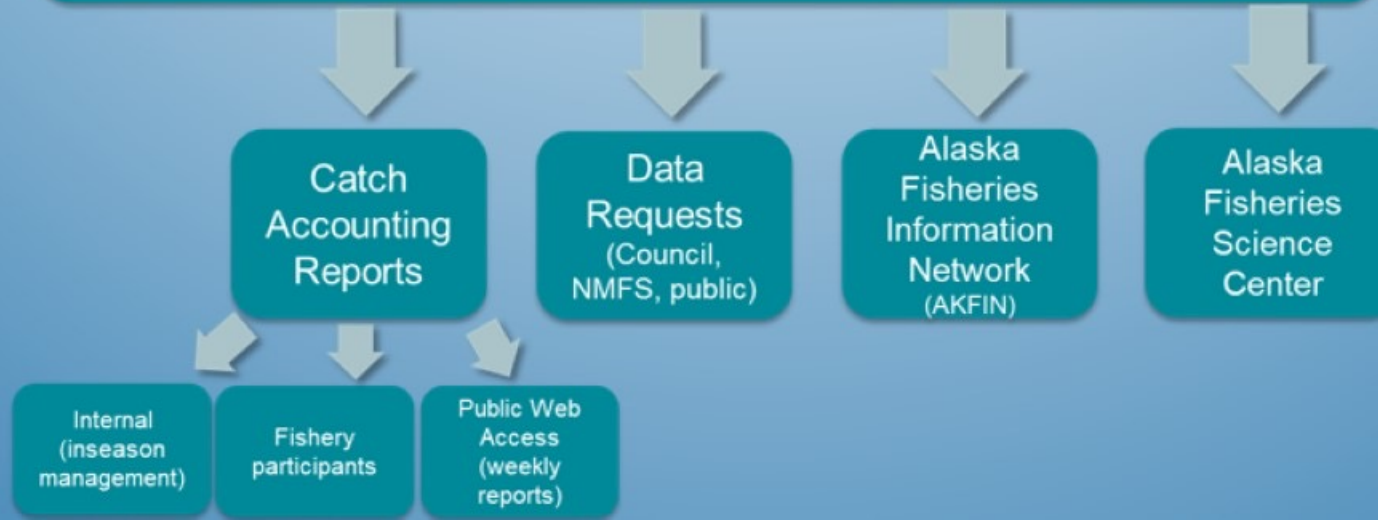 Catch
Accounting
Reports
Data
Requests
(Council,
NMFS, public)
Alaska
Fisheries
Information
Network
(AKFIN)
Alaska
Fisheries
Science
Center
Internal
(inseason
management)
Fishery
participants
Public Web
Access
(weekly
reports)